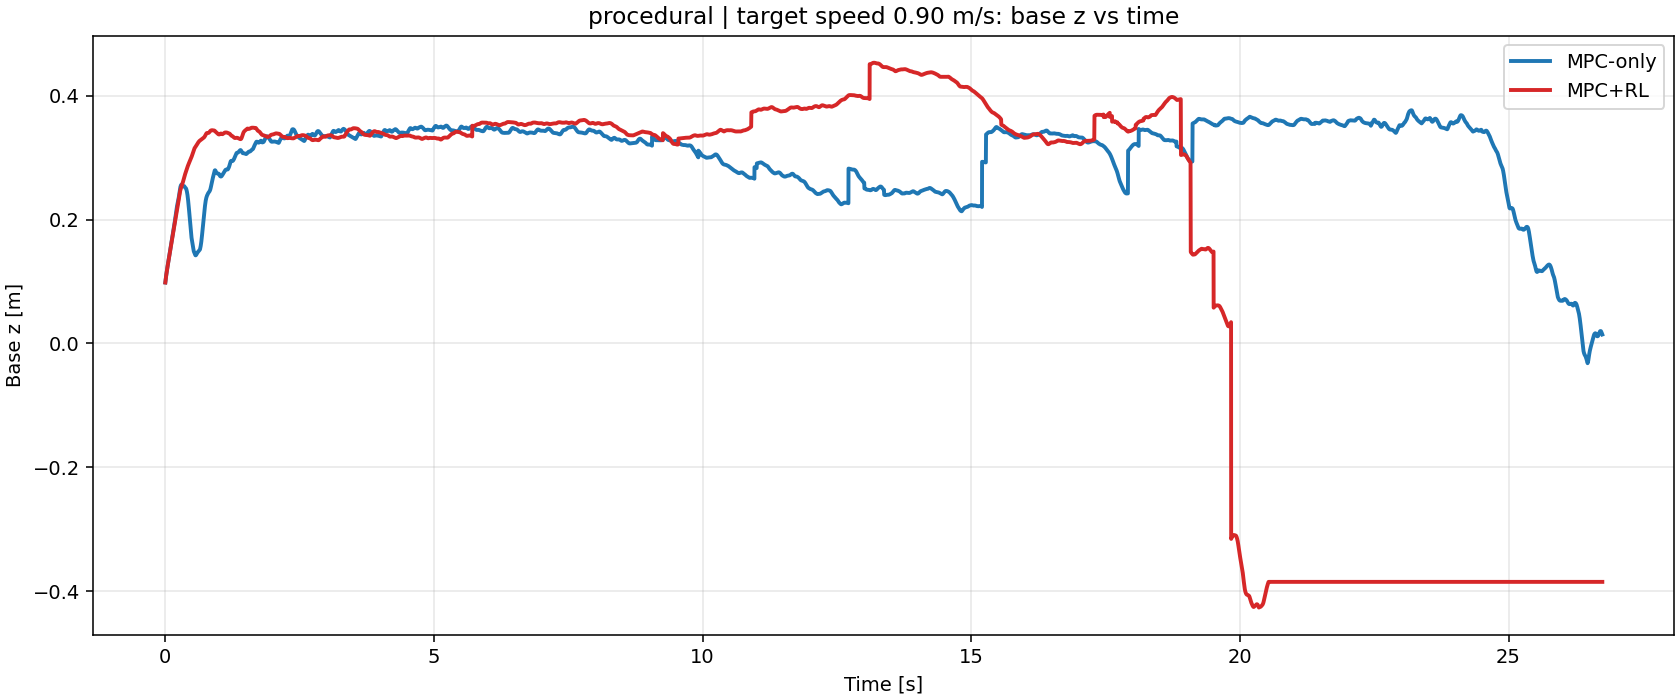 procedural | target speed 0.90 m/s: base z vs time
MPC-only
MPC+RL
Base z [m]
0.4
0.2
0.0
−0.2
−0.4
0
5
10
15
20
25
Time [s]